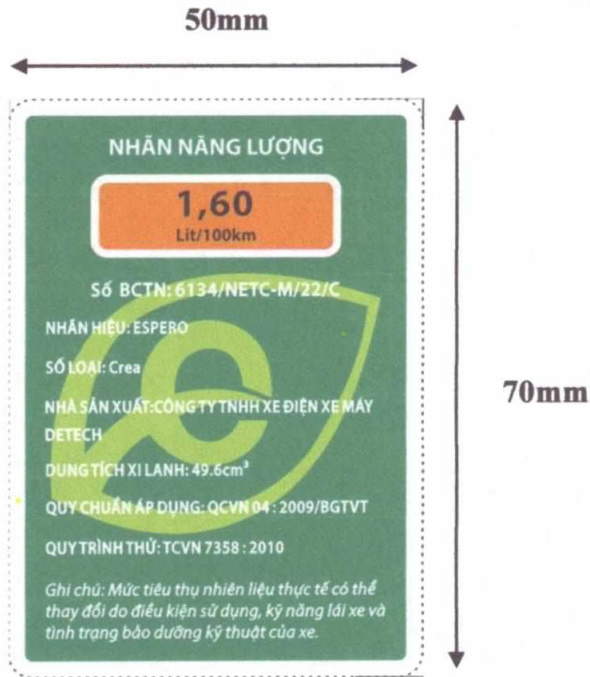 50mm
NHÃN NĂNG LƯỢNG
1,60
Lit/100km
Số BCTN: 6134/NETC-M/22/C
NHÃN HIỆU: ESPERO
SỐ LOẠI: Crea
NHÀ SẢN XUẤT:CÔNG TY TNHH XE ĐIỆN XE MÁY
DETECH
DUNG TÍCH XI LANH: 49.6cm³
QUY CHUẨN ÁP DỤNG: QCVN 04 : 2009/BGTVT
QUY TRÌNH THỬ: TCVN 7358 : 2010
Ghi chú: Mức tiêu thụ nhiên liệu thực tế có thể
thay đổi do điều kiện sử dụng, kỹ năng lái xe và
tình trạng bảo dưỡng kỹ thuật của xe.
70mm